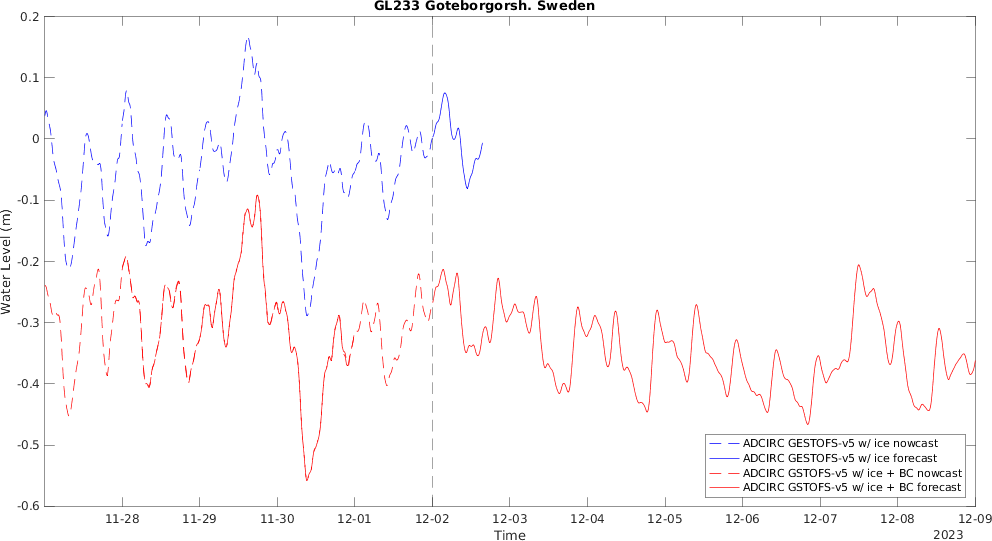 GL233 Goteborgorsh. Sweden
0.2
0.1
0
-0.1
-0.2
-0.3
-0.4
-0.5
-0.6
Water Level (m)
ADCIRC GESTOFS-v5 w/ ice nowcast
ADCIRC GESTOFS-v5 w/ ice forecast
ADCIRC GSTOFS-v5 w/ ice + BC nowcast
ADCIRC GSTOFS-v5 w/ ice + BC forecast
11-28 11-29 11-30 12-01 12-02 12-03 12-04 12-05 12-06 12-07 12-08 12-09
Time
2023